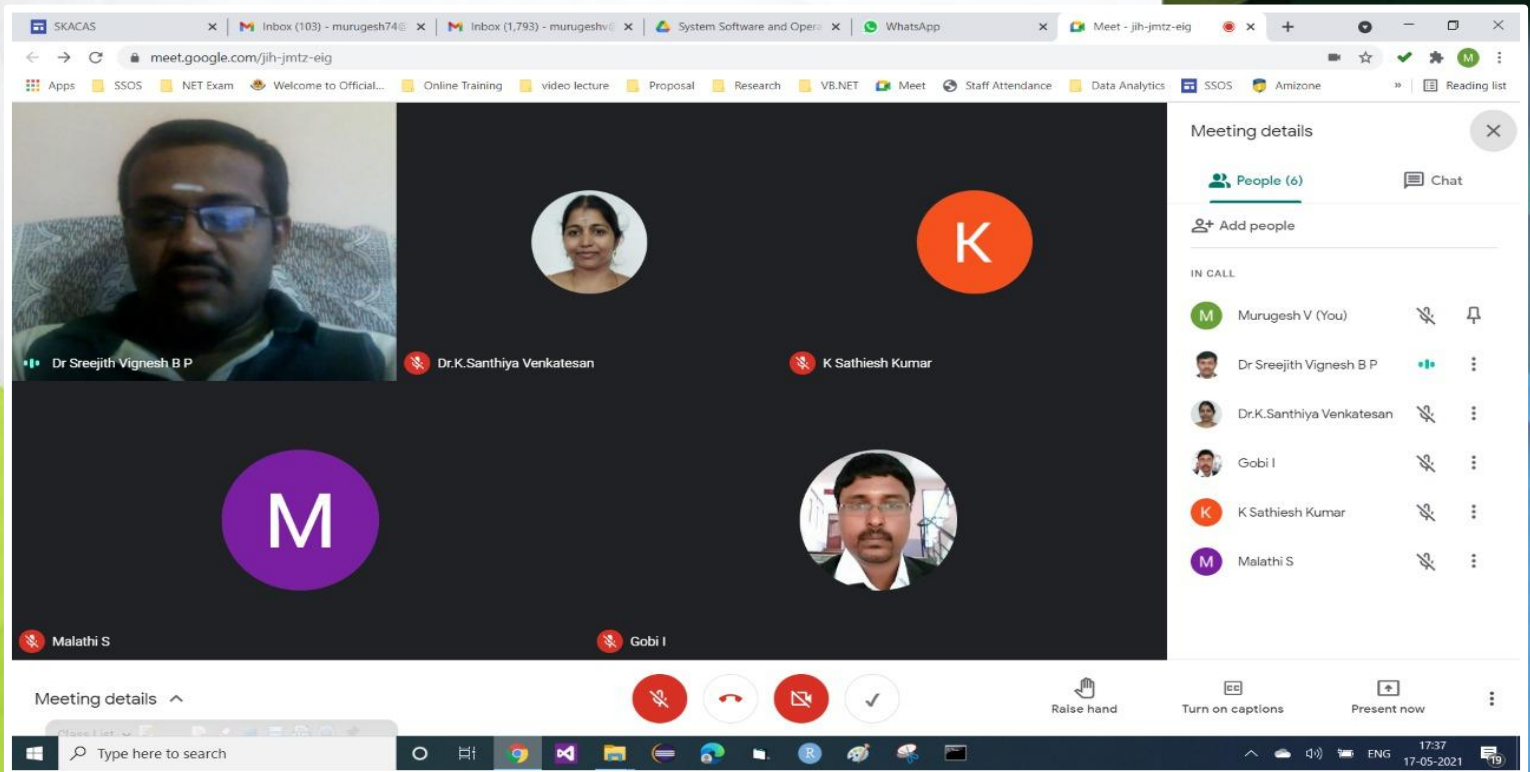 SKACAS
Inbox (103) - murugesh74@
Inbox (1,793) - murugeshv@
System Software and Opera
WhatsApp
Meet - jih-jmtz-eig
meet.google.com/jih-jmtz-eig
M
Apps SSOS NET Exam Welcome to Official... Online Training video lecture Proposal Research VB.NET Meet Staff Attendance Data Analytics SSOS Amizone » Reading list
Dr Sreejith Vignesh B P
Dr.K.Santhiya Venkatesan
K
K Sathiesh Kumar
M
Malathi S
Gobi I
Meeting details
People (6)
Chat
Add people
IN CALL
M Murugesh V (You)
Dr Sreejith Vignesh B P
Dr.K.Santhiya Venkatesan
Gobi I
K K Sathiesh Kumar
M Malathi S
Meeting details
Raise hand
CC
Turn on captions
Present now
Class List
Type here to search
R
ENG
17:37
17-05-2021
19